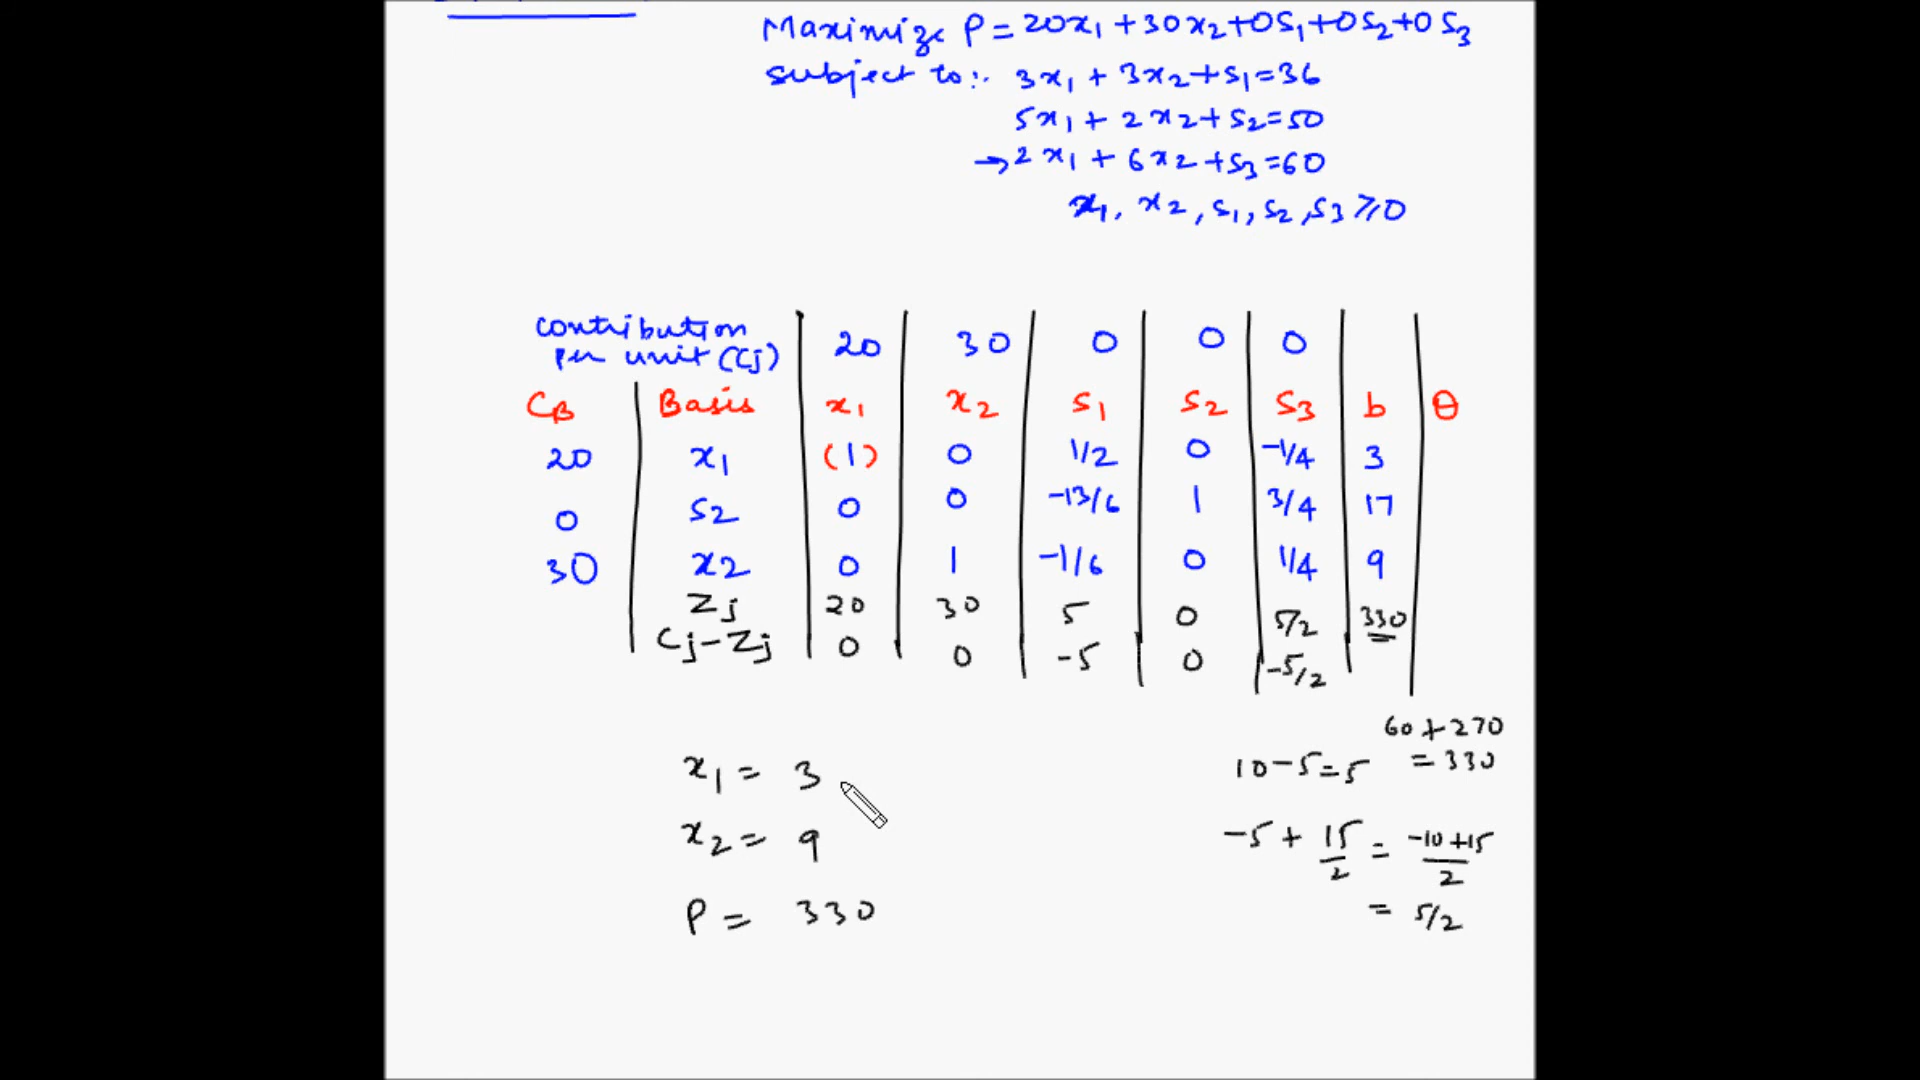 Maximize P = 20x1 + 30x2 + 0S1 + 0S2 + 0S3
subject to:- 3x1 + 3x2 + S1 = 36
5x1 + 2x2 + S2 = 50
→ 2x1 + 6x2 + S3 = 60
x1, x2, S1, S2, S3 ≥ 0
contribution per unit (Cj) 20 30 0 0 0
CB Basis x1 x2 S1 S2 S3 b θ
20 x1 (1) 0 1/2 0 -1/4 3
0 S2 0 0 -13/6 1 3/4 17
30 x2 0 1 -1/6 0 1/4 9
Zj 20 30 5 0 5/2 330
Cj-Zj 0 0 -5 0 -5/2
60 + 270
= 330
10 - 5 = 5
x1 = 3
x2 = 9
P = 330
-5 + 15/2 = -10 + 15/2
= 5/2